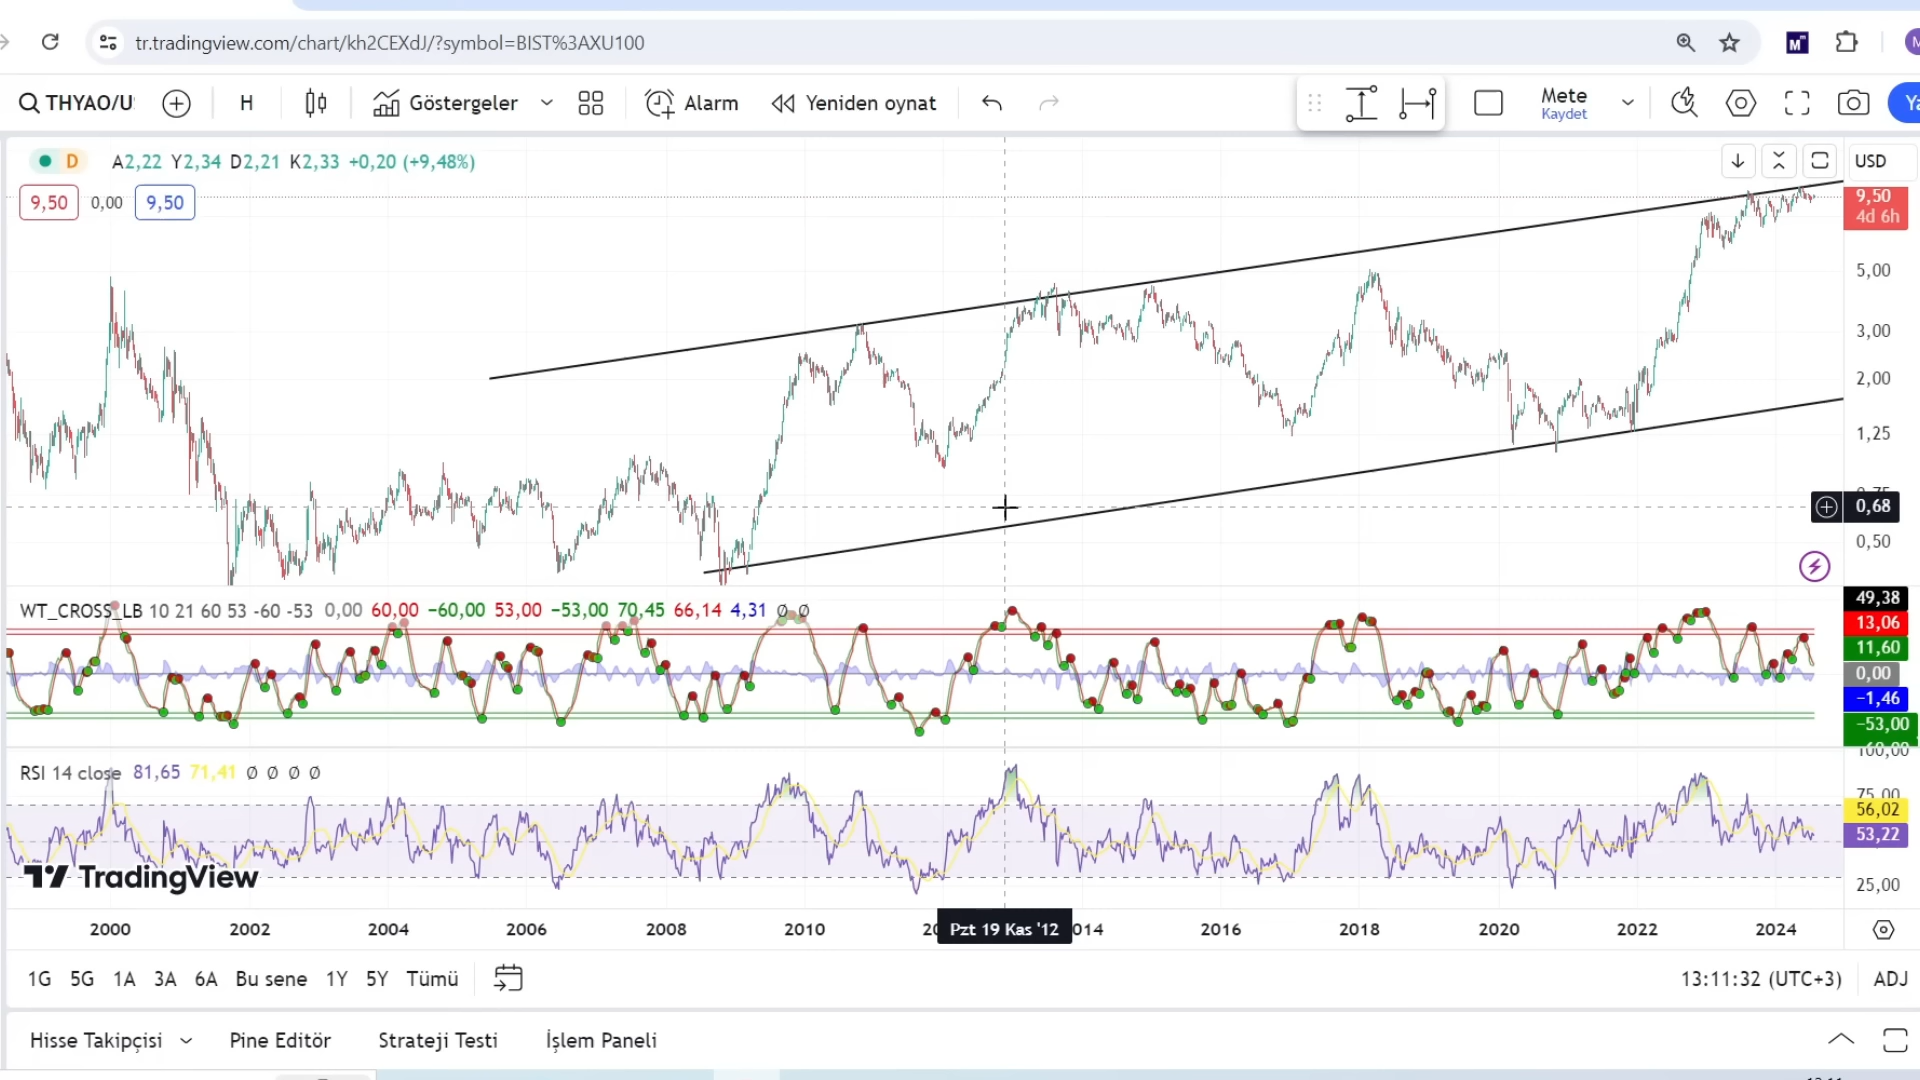 tr.tradingview.com/chart/kh2CEXdJ/?symbol=BIST%3AXU100
THYAO/U
H
Göstergeler
Alarm
Yeniden oynat
Mete
Kaydet
D
A2,22 Y2,34 D2,21 K2,33 +0,20 (+9,48%)
USD
9,50
0,00
9,50
9,50
4d 6h
5,00
3,00
2,00
1,25
0,68
0,50
WT_CROSS_LB 10 21 60 53 -60 -53 0,00 60,00 −60,00 53,00 −53,00 70,45 66,14 4,31 Ø Ø
49,38
13,06
11,60
0,00
−1,46
−53,00
RSI 14 close 81,65 71,41 Ø Ø Ø Ø
75,00
56,02
53,22
25,00
TradingView
2000
2002
2004
2006
2008
2010
Pzt 19 Kas '12
2016
2018
2020
2022
2024
1G 5G 1A 3A 6A Bu sene 1Y 5Y Tümü
13:11:32 (UTC+3)
ADJ
Hisse Takipçisi
Pine Editör
Strateji Testi
İşlem Paneli